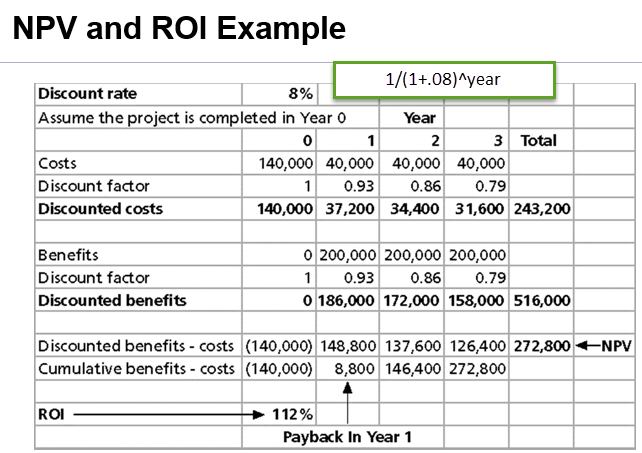 NPV and ROI Example
1/(1+.08)^year
Discount rate 8%
Assume the project is completed in Year 0 Year
0 1 2 3 Total
Costs 140,000 40,000 40,000 40,000
Discount factor 1 0.93 0.86 0.79
Discounted costs 140,000 37,200 34,400 31,600 243,200
Benefits 0 200,000 200,000 200,000
Discount factor 1 0.93 0.86 0.79
Discounted benefits 0 186,000 172,000 158,000 516,000
Discounted benefits - costs (140,000) 148,800 137,600 126,400 272,800 NPV
Cumulative benefits - costs (140,000) 8,800 146,400 272,800
ROI 112%
Payback In Year 1